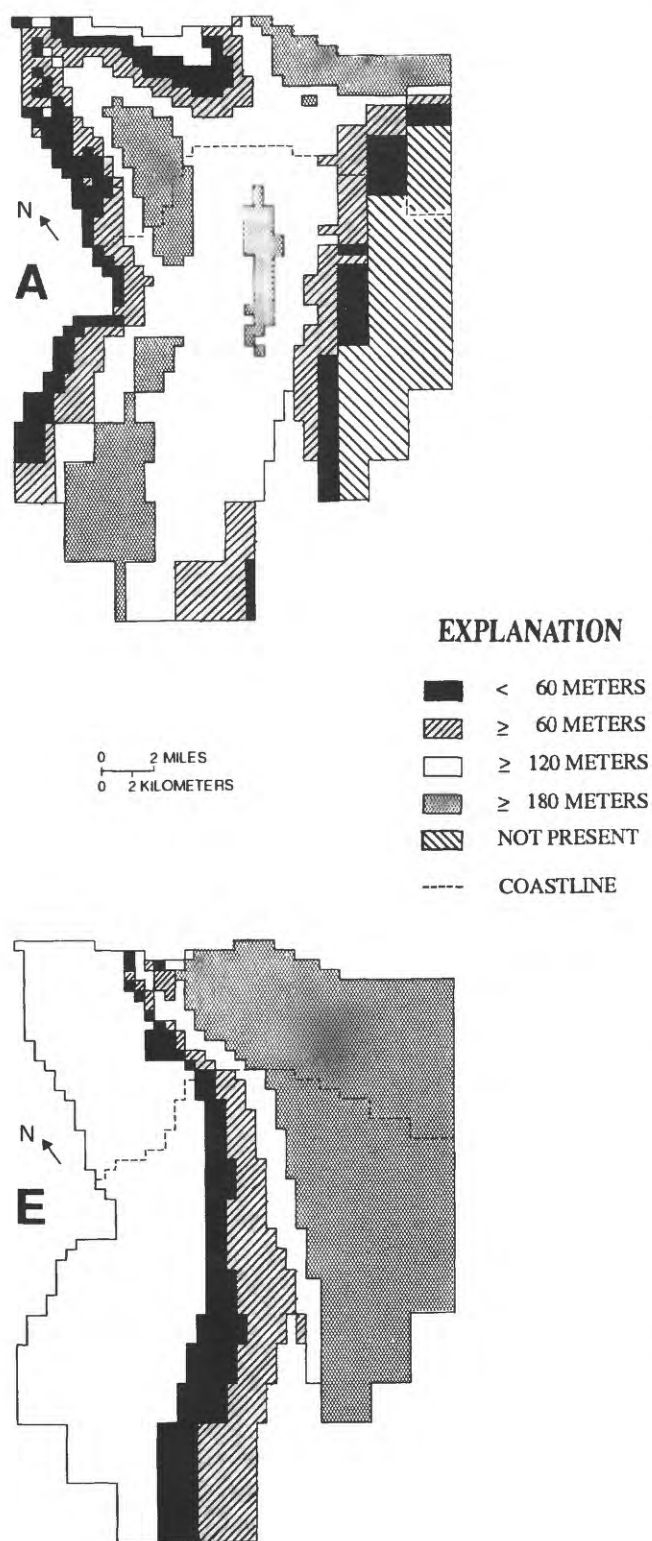 N
A
EXPLANATION
< 60 METERS
≥ 60 METERS
≥ 120 METERS
≥ 180 METERS
NOT PRESENT
COASTLINE
0 2 MILES
0 2 KILOMETERS
N
E